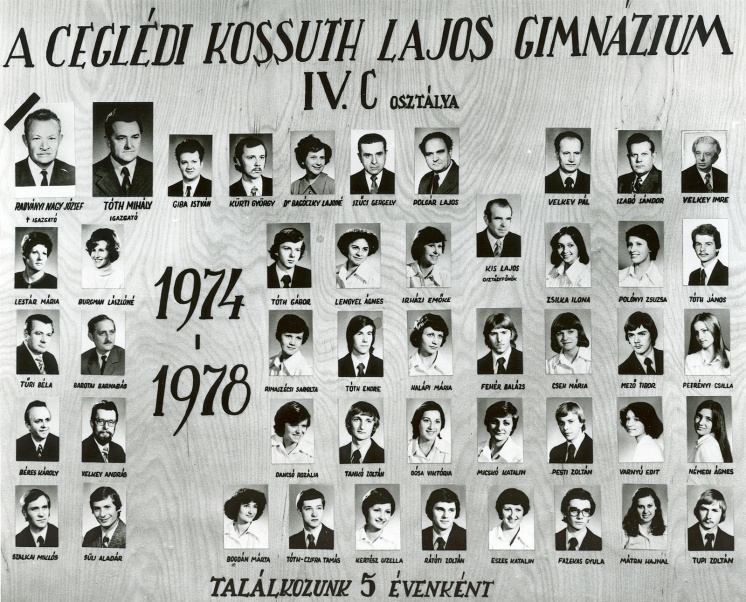 A CEGLÉDI KOSSUTH LAJOS GIMNÁZIUM
IV. C OSZTÁLYA
RADVÁNYI NAGY JÓZSEF
† IGAZGATÓ
TÓTH MIHÁLY
IGAZGATÓ
GIBA ISTVÁN
KÜRTI GYÖRGY
Dr BAGÓCZKY LAJOSNÉ
SZŰCS GERGELY
POLGÁR LAJOS
VELKEY PÁL
SZABÓ SÁNDOR
VELKEY IMRE
LESTÁR MÁRIA
BURGMAN LÁSZLÓNÉ
1974
-
1978
TÓTH GÁBOR
LENGYEL ÁGNES
IRHÁZI EMŐKE
KIS LAJOS
OSZTÁLYFŐNÖK
ZSILKA ILONA
POLÓNYI ZSUZSA
TÓTH JÁNOS
TÚRI BÉLA
BAROTAI BARNABÁS
RIMASZÉCSI SAROLTA
TÓTH ENDRE
HALÁPI MÁRIA
FEHÉR BALÁZS
CSEH MÁRIA
MEZŐ TIBOR
PETRÉNYI CSILLA
BÉRES KÁROLY
VELKEY ANDRÁS
DANCSÓ ROZÁLIA
TANKÓ ZOLTÁN
DÓSA VIKTÓRIA
MICSKÓ KATALIN
PESTI ZOLTÁN
VARNYÚ EDIT
NÉMEDI ÁGNES
SZALKAI MIKLÓS
SÜLI ALADÁR
BOGDÁN MÁRTA
TÓTH-CZIFRA TAMÁS
KERTÉSZ GIZELLA
RÁTÓTI ZOLTÁN
ESZES KATALIN
FAZEKAS GYULA
MÁTRAI HAJNAL
TUPI ZOLTÁN
TALÁLKOZUNK 5 ÉVENKÉNT